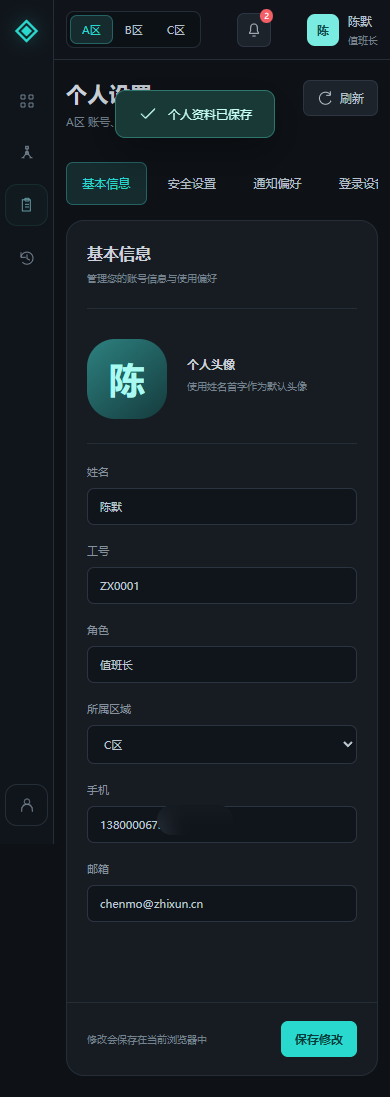 A区 B区 C区
2
陈 陈默
值班长
个人设置
刷新
A区 账号、
个人资料已保存
基本信息 安全设置 通知偏好 登录设
基本信息
管理您的账号信息与使用偏好
陈
个人头像
使用姓名首字作为默认头像
姓名
陈默
工号
ZX0001
角色
值班长
所属区域
C区
手机
138000067
邮箱
chenmo@zhixun.cn
修改会保存在当前浏览器中
保存修改